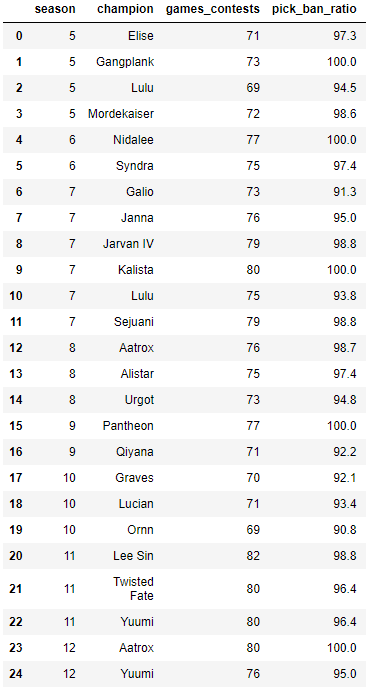 season champion games_contests pick_ban_ratio
0 5 Elise 71 97.3
1 5 Gangplank 73 100.0
2 5 Lulu 69 94.5
3 5 Mordekaiser 72 98.6
4 6 Nidalee 77 100.0
5 6 Syndra 75 97.4
6 7 Galio 73 91.3
7 7 Janna 76 95.0
8 7 Jarvan IV 79 98.8
9 7 Kalista 80 100.0
10 7 Lulu 75 93.8
11 7 Sejuani 79 98.8
12 8 Aatrox 76 98.7
13 8 Alistar 75 97.4
14 8 Urgot 73 94.8
15 9 Pantheon 77 100.0
16 9 Qiyana 71 92.2
17 10 Graves 70 92.1
18 10 Lucian 71 93.4
19 10 Ornn 69 90.8
20 11 Lee Sin 82 98.8
21 11 Twisted 80 96.4
Fate
22 11 Yuumi 80 96.4
23 12 Aatrox 80 100.0
24 12 Yuumi 76 95.0